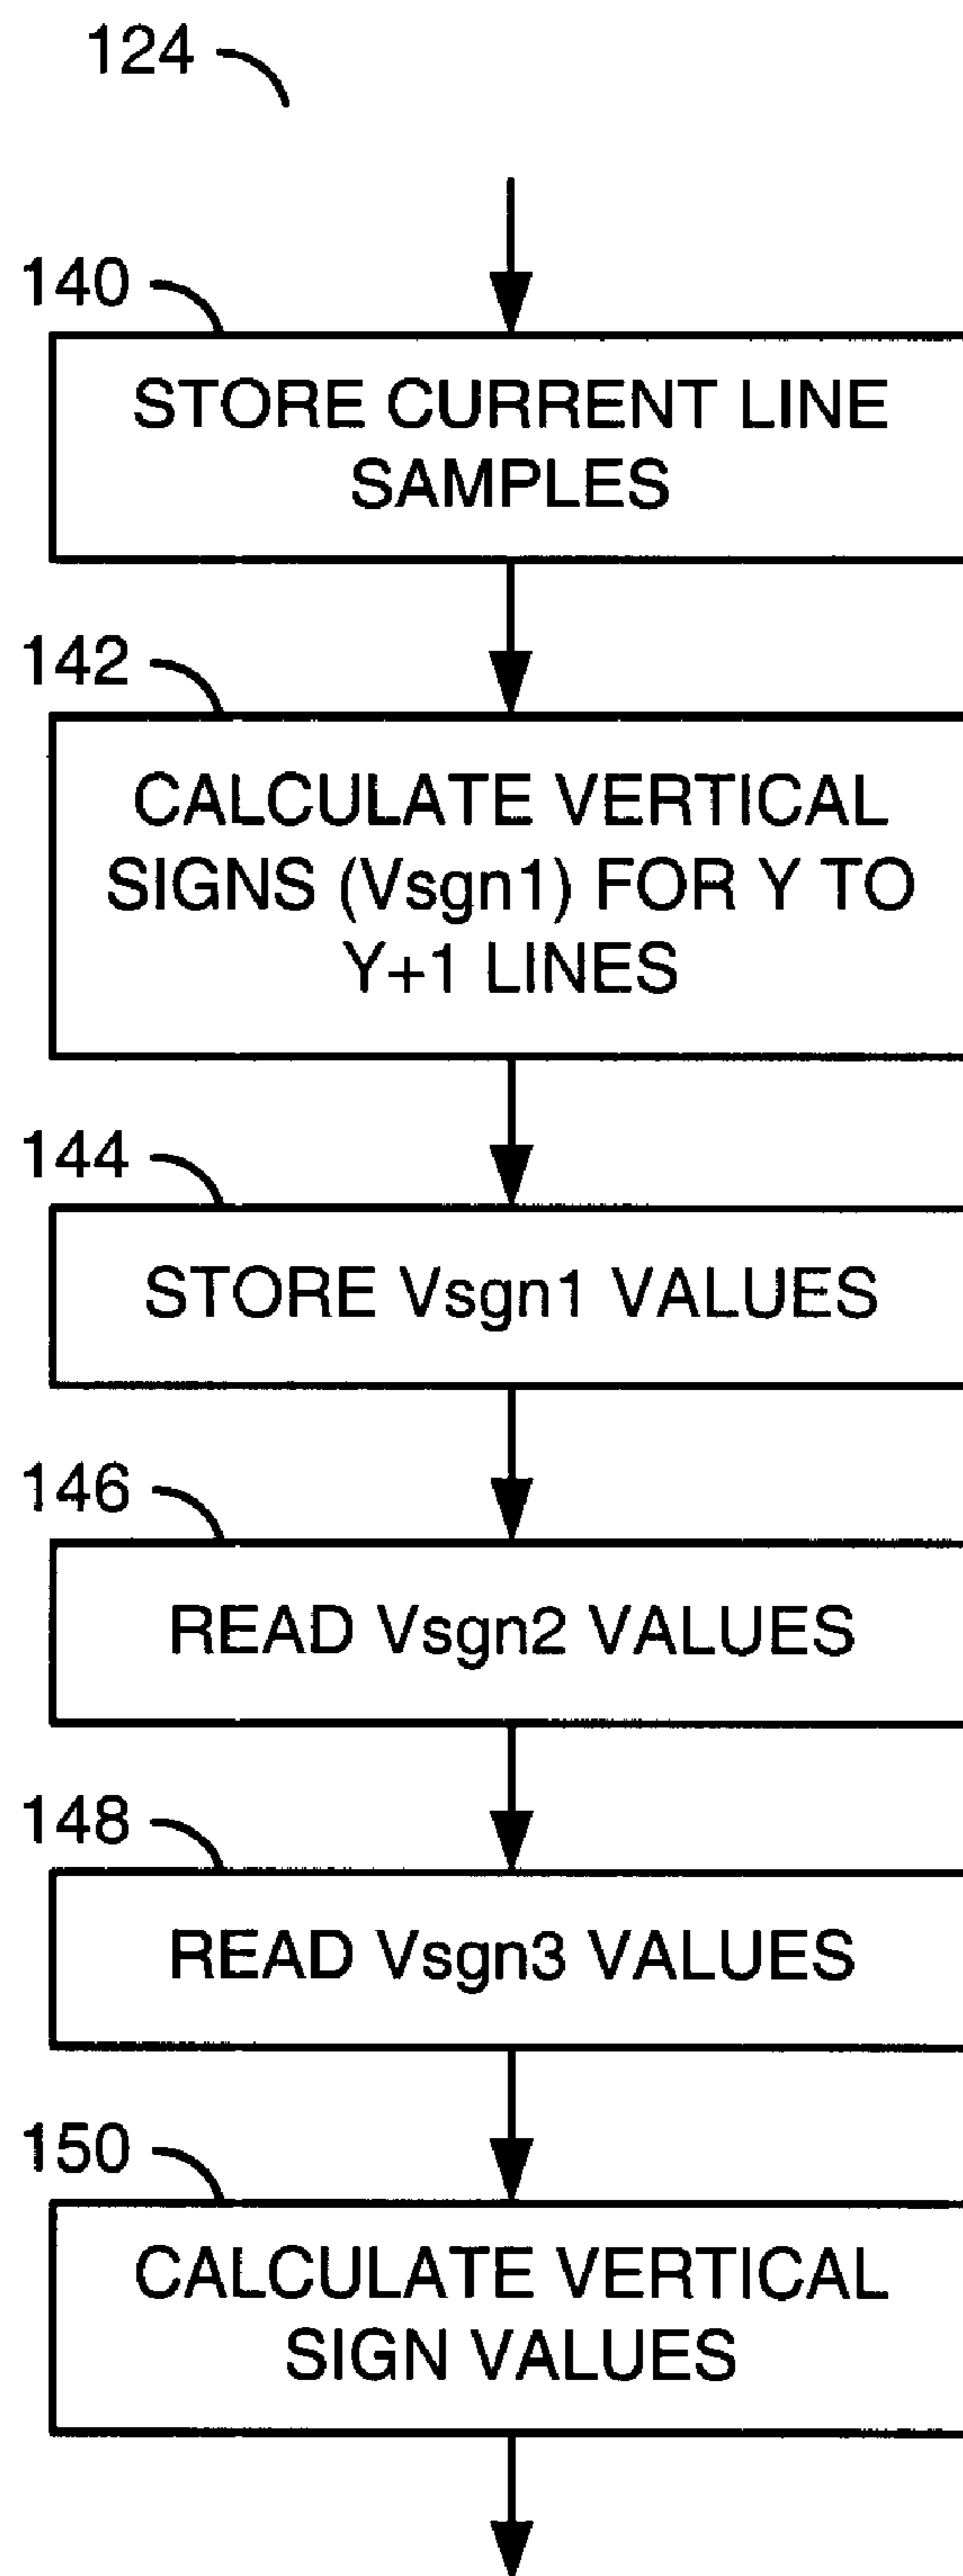 124
140
STORE CURRENT LINE
SAMPLES
142
CALCULATE VERTICAL
SIGNS (Vsgn1) FOR Y TO
Y+1 LINES
144
STORE Vsgn1 VALUES
146
READ Vsgn2 VALUES
148
READ Vsgn3 VALUES
150
CALCULATE VERTICAL
SIGN VALUES